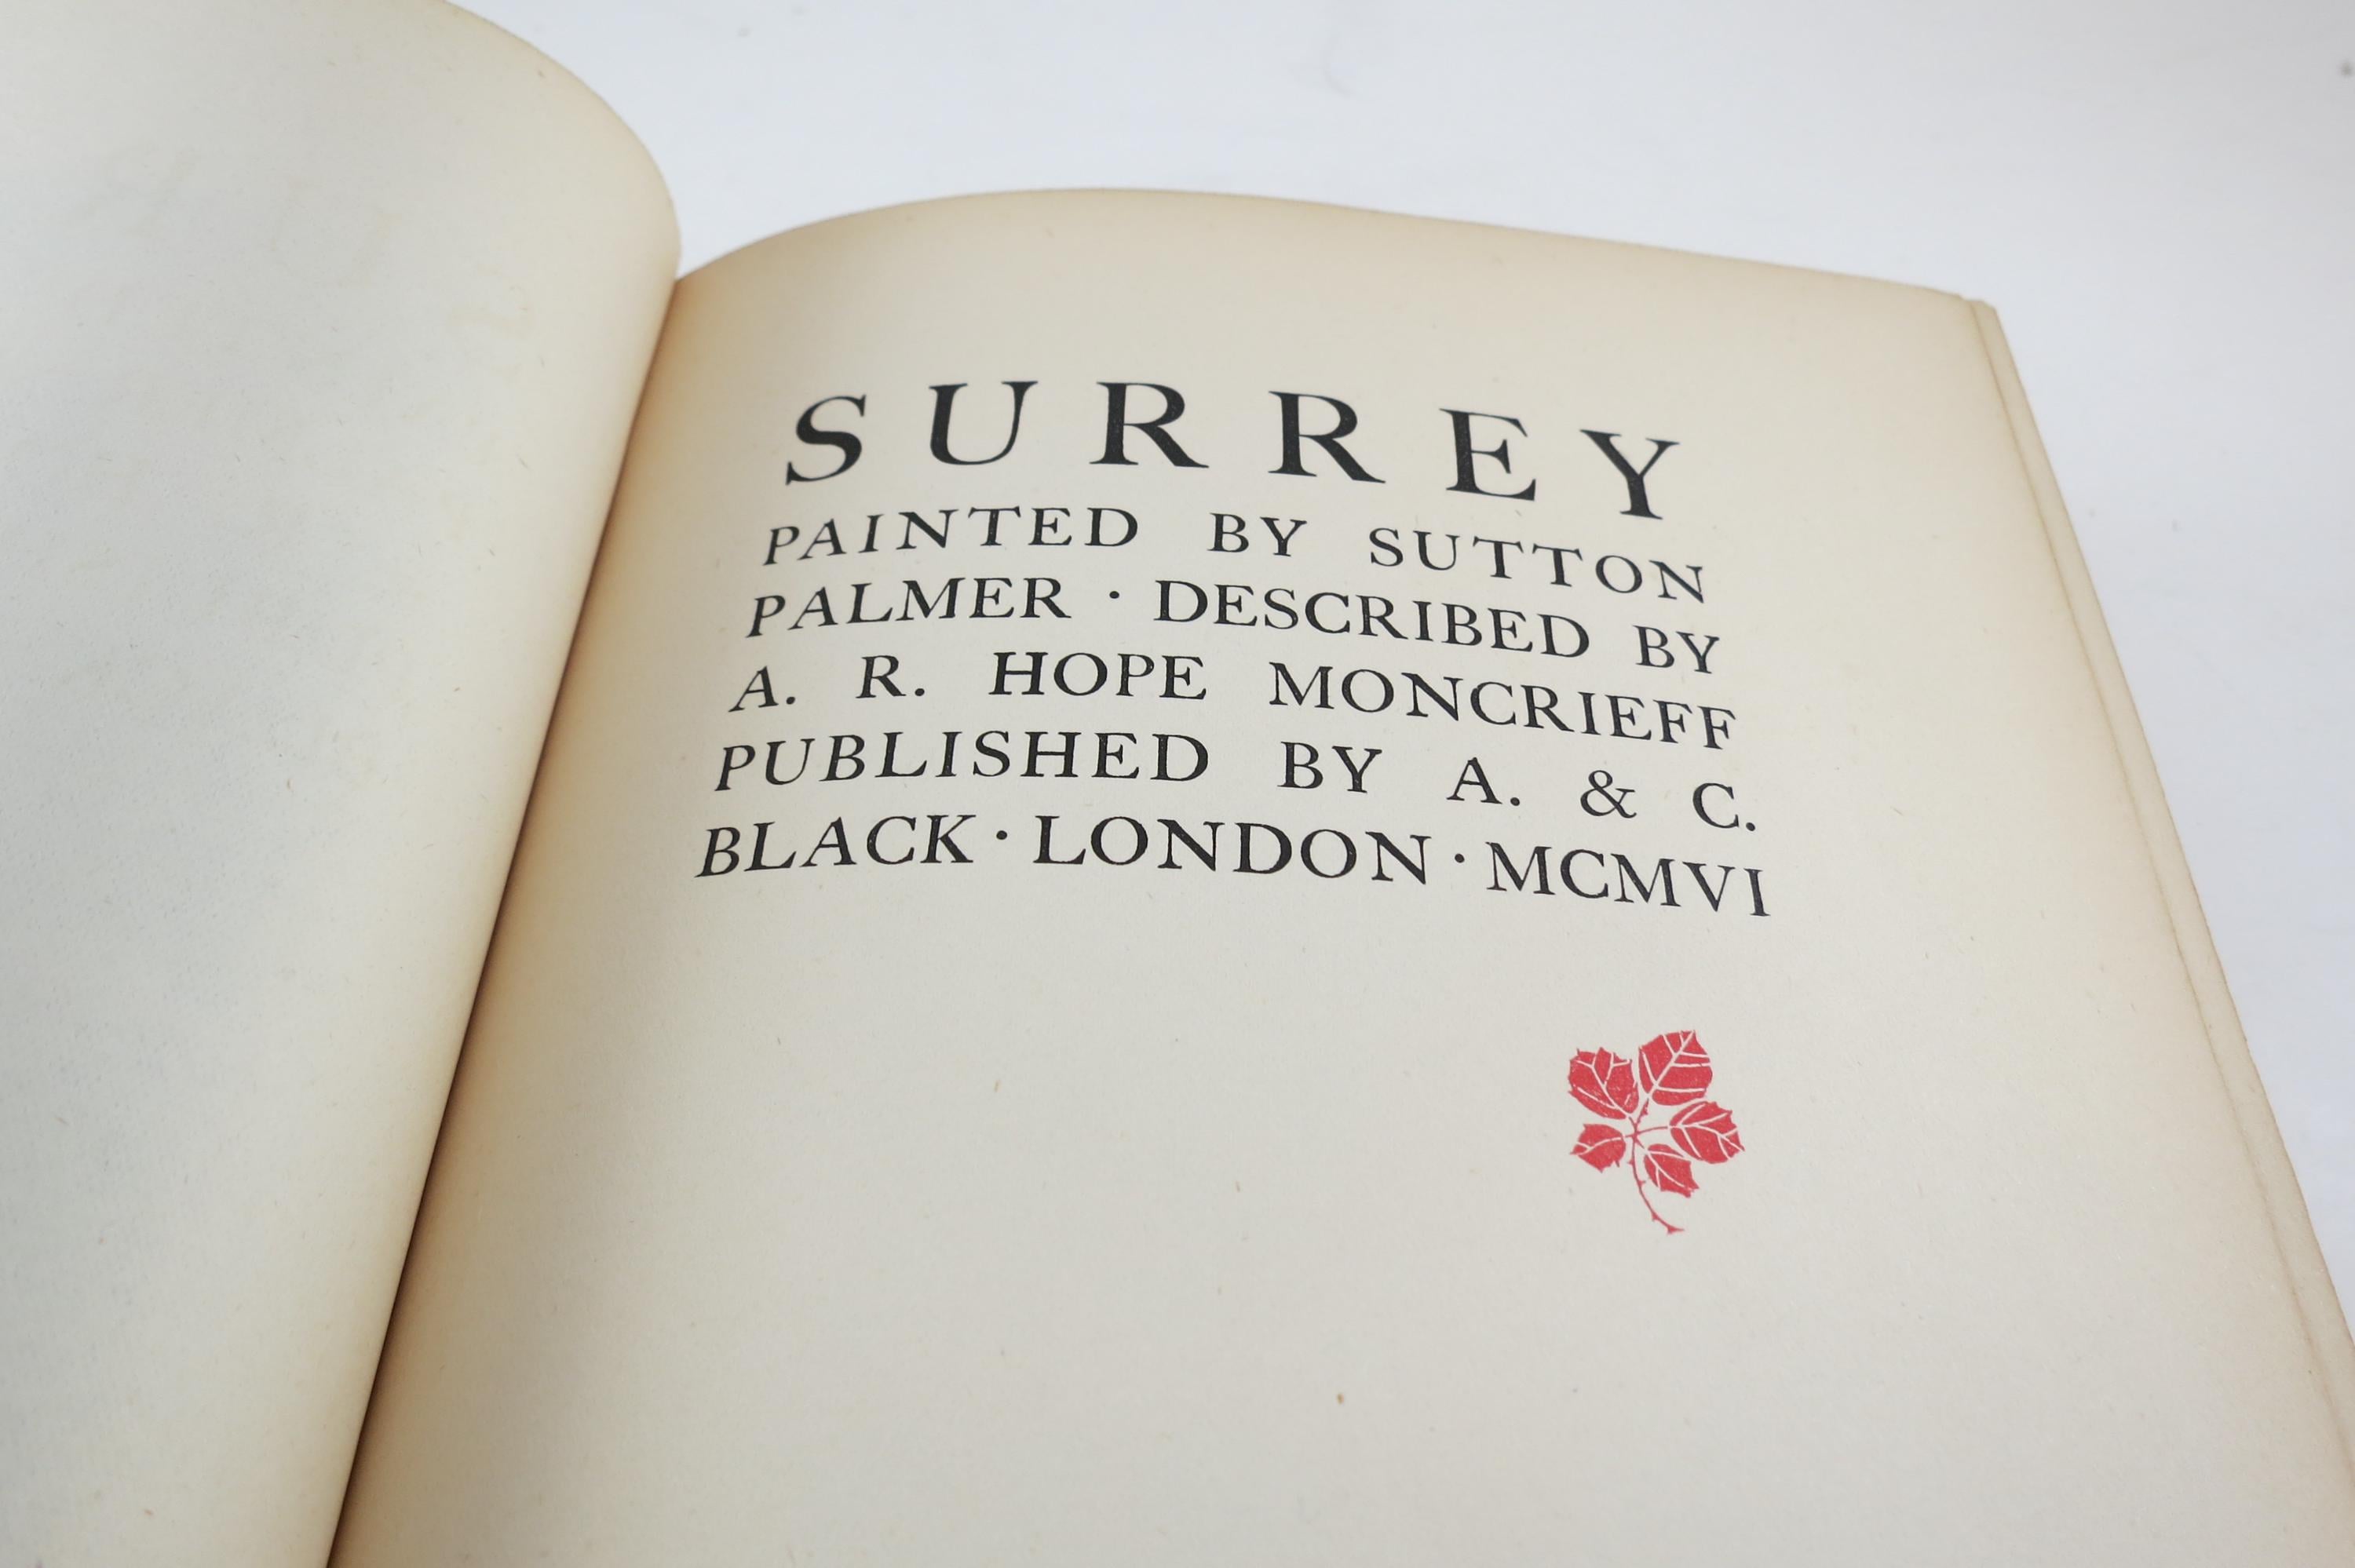 SURREY
PAINTED BY SUTTON
PALMER · DESCRIBED BY
A. R. HOPE MONCRIEFF
PUBLISHED BY A. & C.
BLACK · LONDON · MCMVI